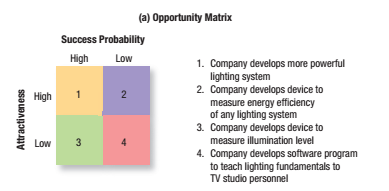 (a) Opportunity Matrix
Success Probability
High Low
Attractiveness
High 1 2
Low 3 4
1. Company develops more powerful
lighting system
2. Company develops device to
measure energy efficiency
of any lighting system
3. Company develops device to
measure illumination level
4. Company develops software program
to teach lighting fundamentals to
TV studio personnel